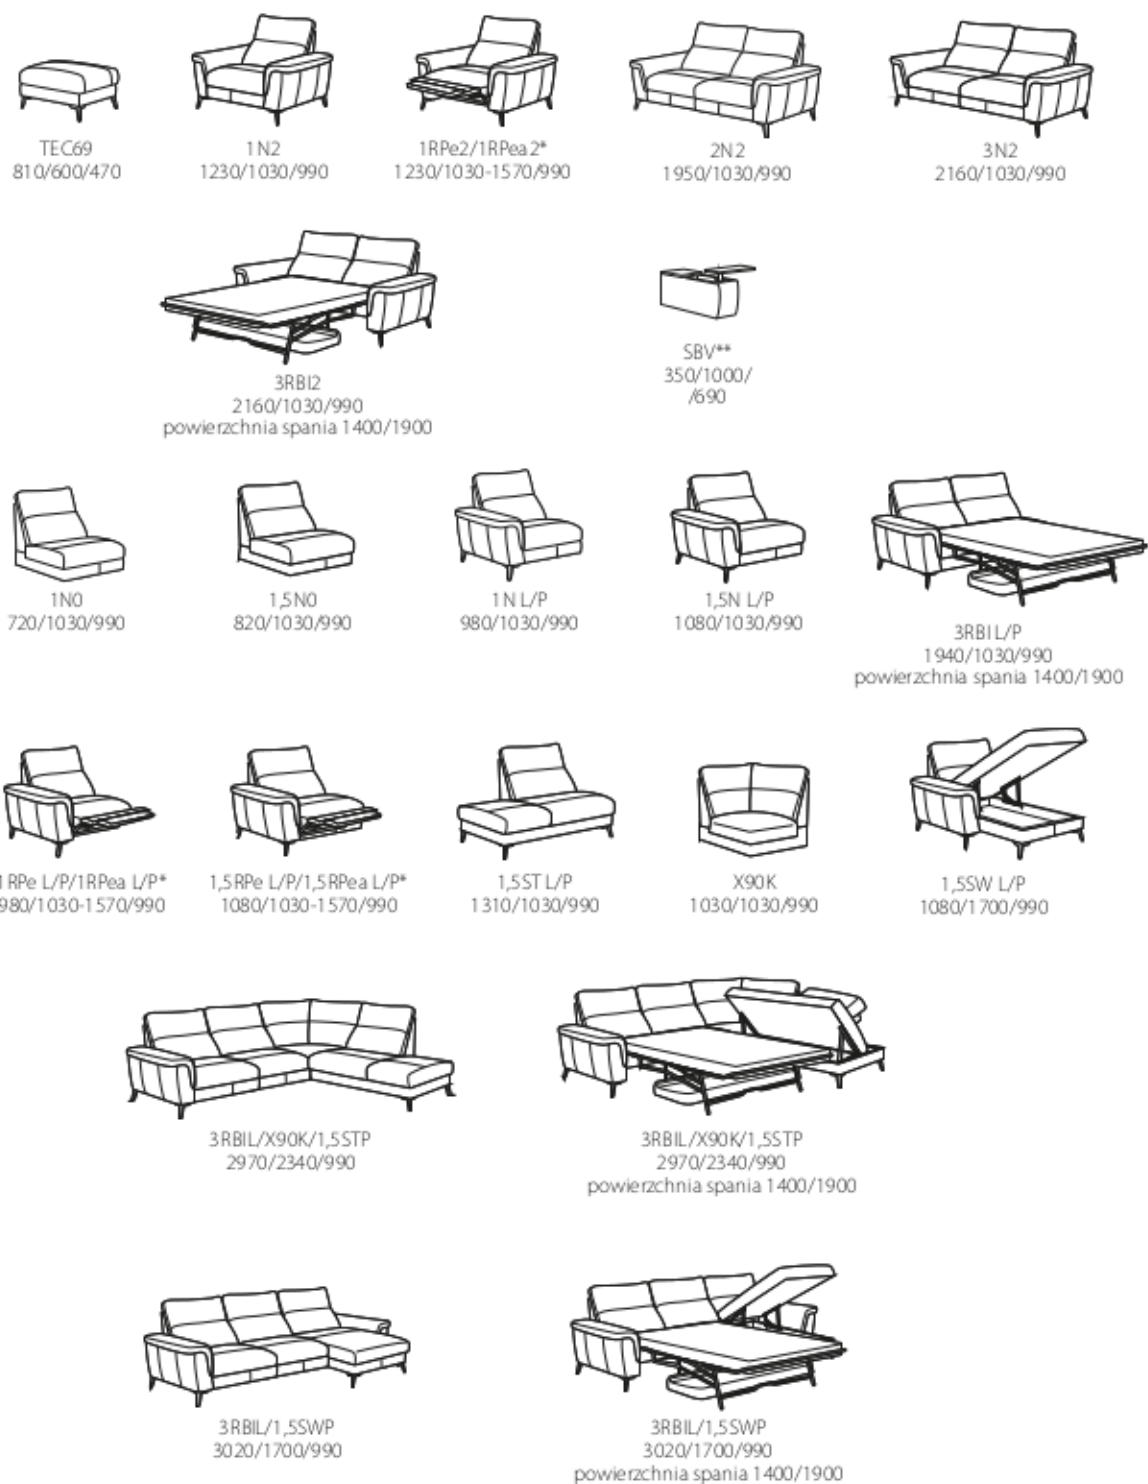 TEC69
810/600/470
1N2
1230/1030/990
1RPe2/1RPea2*
1230/1030-1570/990
2N2
1950/1030/990
3N2
2160/1030/990
3RBI2
2160/1030/990
powierzchnia spania 1400/1900
SBV**
350/1000/
/690
1N0
720/1030/990
1,5N0
820/1030/990
1N L/P
980/1030/990
1,5N L/P
1080/1030/990
3RBI L/P
1940/1030/990
powierzchnia spania 1400/1900
1RPe L/P/1RPea L/P*
980/1030-1570/990
1,5RPe L/P/1,5RPea L/P*
1080/1030-1570/990
1,5ST L/P
1310/1030/990
X90K
1030/1030/990
1,5SW L/P
1080/1700/990
3RBIL/X90K/1,5STP
2970/2340/990
3RBIL/X90K/1,5STP
2970/2340/990
powierzchnia spania 1400/1900
3RBIL/1,5SWP
3020/1700/990
3RBIL/1,5SWP
3020/1700/990
powierzchnia spania 1400/1900